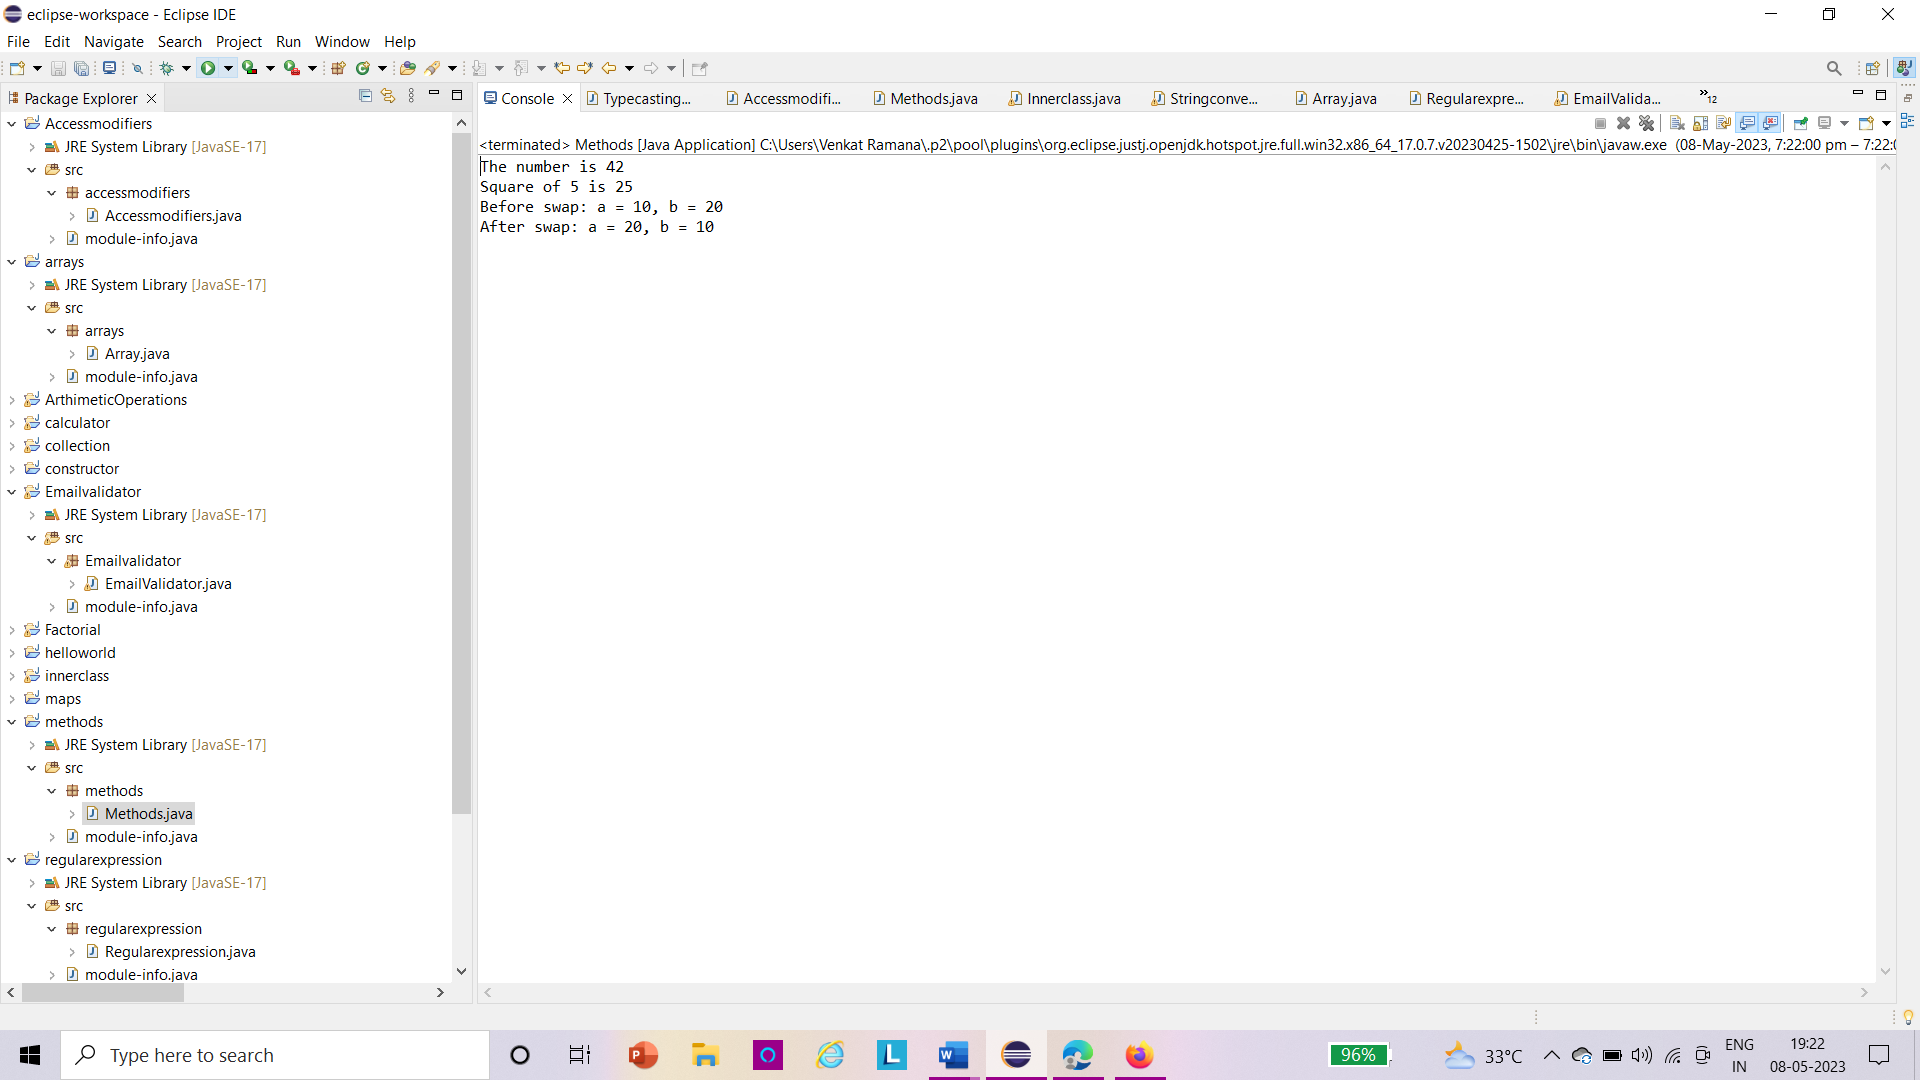 eclipse-workspace - Eclipse IDE
File Edit Navigate Search Project Run Window Help
Package Explorer
Accessmodifiers
JRE System Library [JavaSE-17]
src
accessmodifiers
Accessmodifiers.java
module-info.java
arrays
JRE System Library [JavaSE-17]
src
arrays
Array.java
module-info.java
ArthimeticOperations
calculator
collection
constructor
Emailvalidator
JRE System Library [JavaSE-17]
src
Emailvalidator
EmailValidator.java
module-info.java
Factorial
helloworld
innerclass
maps
methods
JRE System Library [JavaSE-17]
src
methods
Methods.java
module-info.java
regularexpression
JRE System Library [JavaSE-17]
src
regularexpression
Regularexpression.java
module-info.java
Console Typecasting... Accessmodifi... Methods.java Innerclass.java Stringconve... Array.java Regularexpre... EmailValida... »12
<terminated> Methods [Java Application] C:\Users\Venkat Ramana\.p2\pool\plugins\org.eclipse.justj.openjdk.hotspot.jre.full.win32.x86_64_17.0.7.v20230425-1502\jre\bin\javaw.exe (08-May-2023, 7:22:00 pm – 7:22:0
The number is 42
Square of 5 is 25
Before swap: a = 10, b = 20
After swap: a = 20, b = 10
Type here to search
96%
33°C
ENG
IN
19:22
08-05-2023